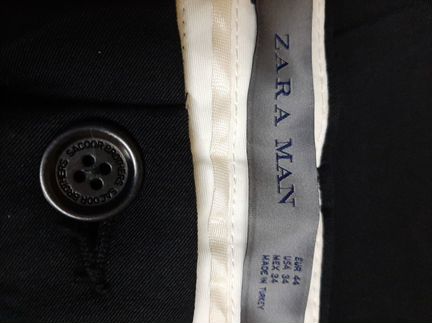 SACOOR BROTHERS
SACOOR BROTHERS
ZARA MAN
EUR 44
USA 34
MEX 34
MADE IN TURKEY